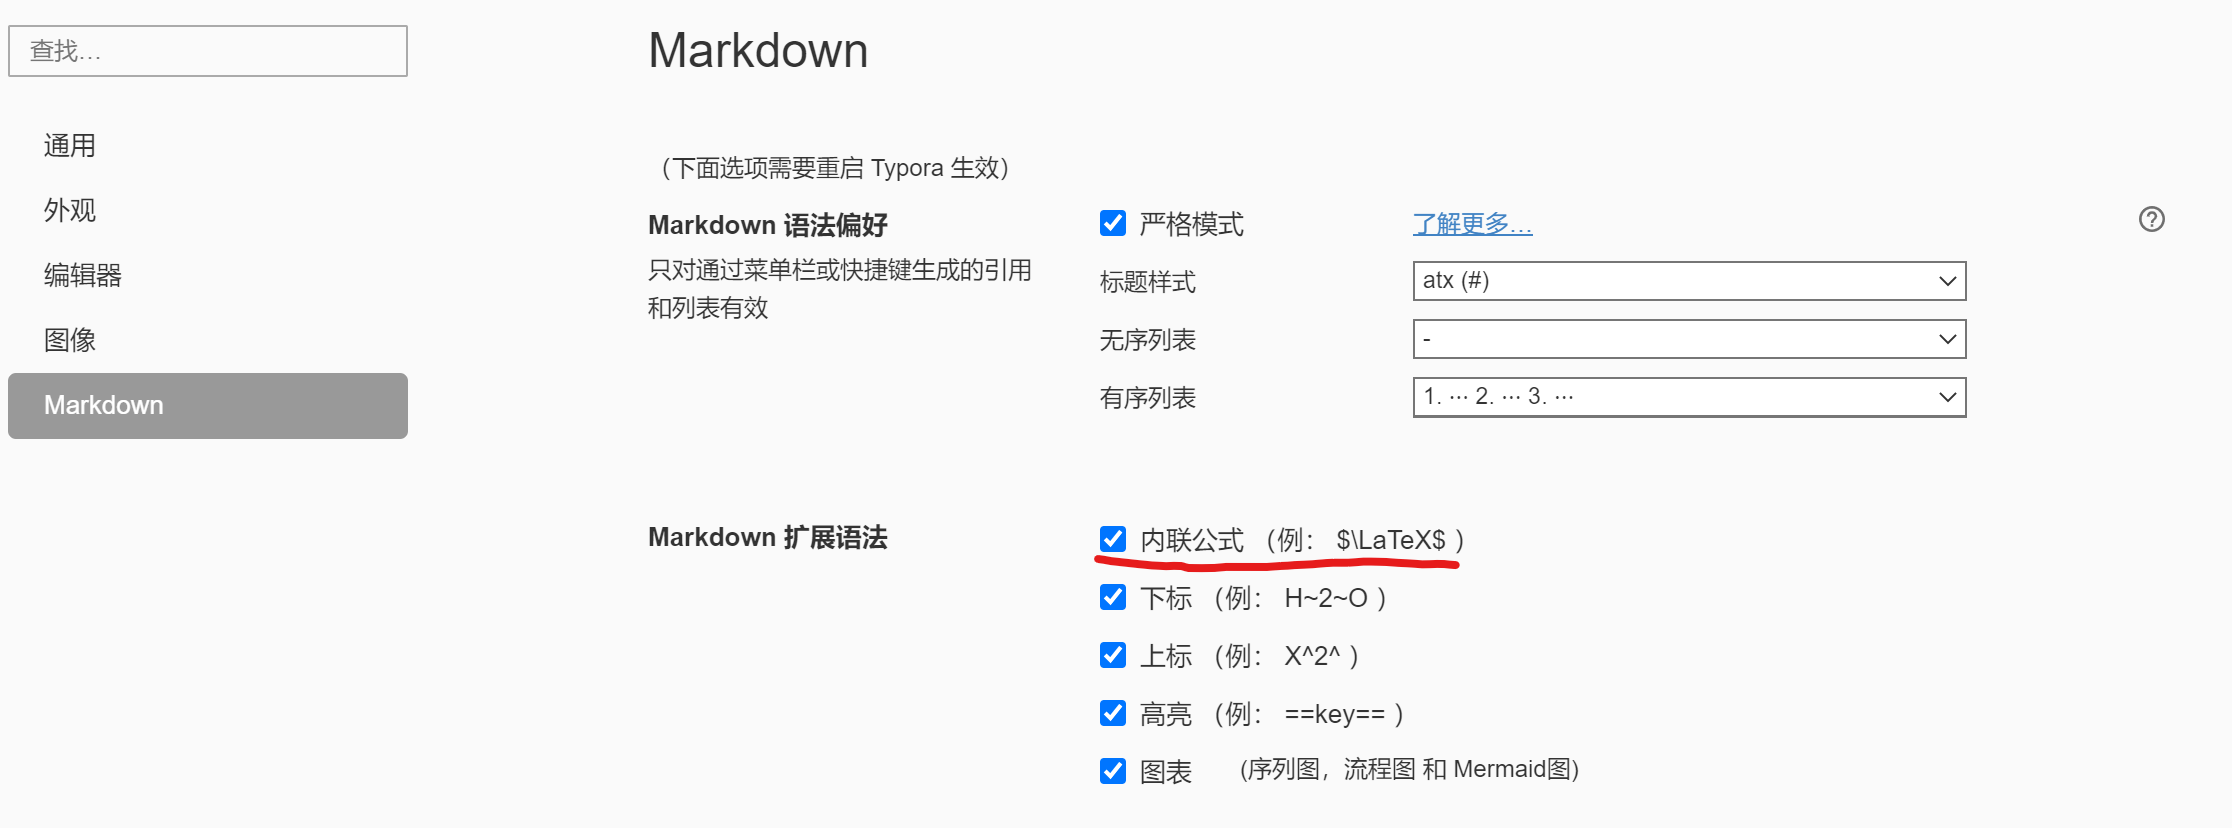 查找…
通用
外观
编辑器
图像
Markdown
Markdown
（下面选项需要重启 Typora 生效）
Markdown 语法偏好
只对通过菜单栏或快捷键生成的引用
和列表有效
严格模式
了解更多…
标题样式
atx (#)
无序列表
-
有序列表
1. ··· 2. ··· 3. ···
Markdown 扩展语法
内联公式 （例： $\LaTeX$ ）
下标 （例： H~2~O ）
上标 （例： X^2^ ）
高亮 （例： ==key== ）
图表 (序列图，流程图 和 Mermaid图)